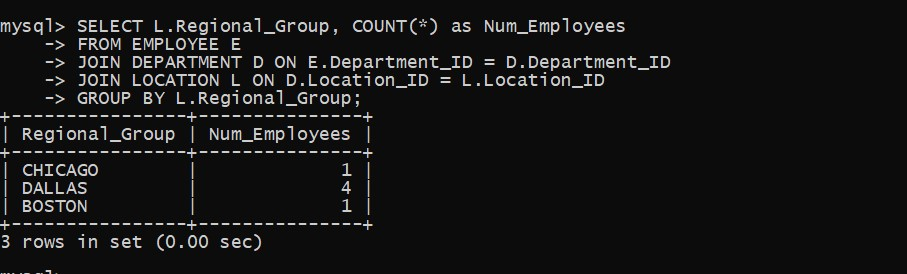 mysql> SELECT L.Regional_Group, COUNT(*) as Num_Employees
    -> FROM EMPLOYEE E
    -> JOIN DEPARTMENT D ON E.Department_ID = D.Department_ID
    -> JOIN LOCATION L ON D.Location_ID = L.Location_ID
    -> GROUP BY L.Regional_Group;
+----------------+---------------+
| Regional_Group | Num_Employees |
+----------------+---------------+
| CHICAGO        |             1 |
| DALLAS         |             4 |
| BOSTON         |             1 |
+----------------+---------------+
3 rows in set (0.00 sec)
mysql>